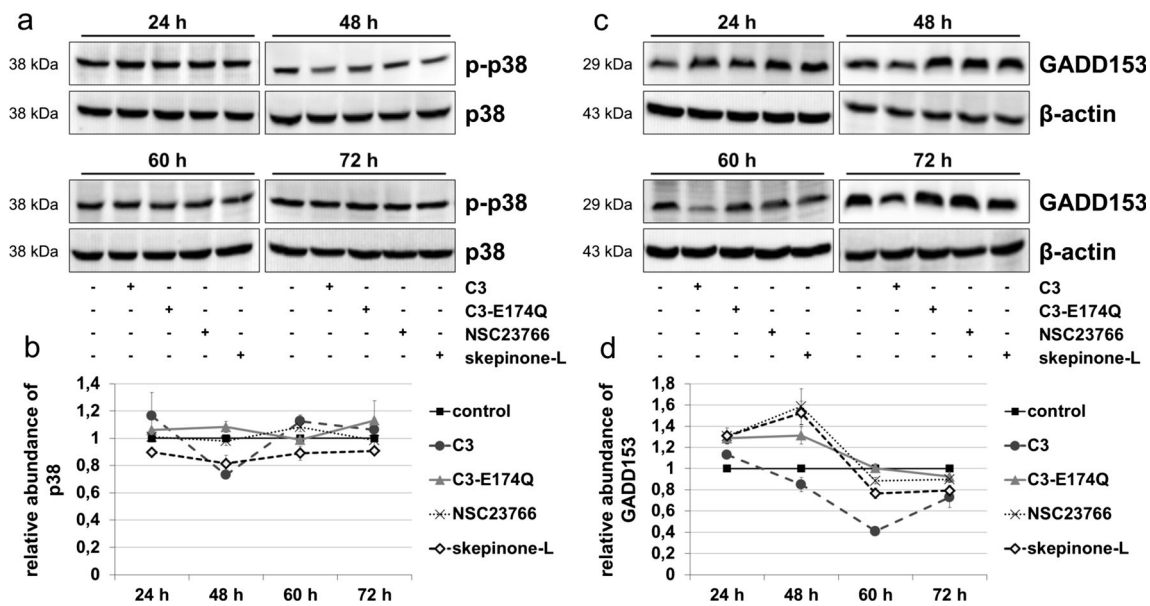 a
24 h 48 h
38 kDa p-p38
38 kDa p38
60 h 72 h
38 kDa p-p38
38 kDa p38
- + - - - - + - - - C3
- - + - - - - + - - C3-E174Q
- - - + - - - - + - NSC23766
- - - - + - - - - + skepinone-L
b
relative abundance of
p38
1,4
1,2
1
0,8
0,6
0,4
0,2
0
24 h 48 h 60 h 72 h
control
C3
C3-E174Q
NSC23766
skepinone-L
c
24 h 48 h
29 kDa GADD153
43 kDa β-actin
60 h 72 h
29 kDa GADD153
43 kDa β-actin
- + - - - - + - - - C3
- - + - - - - + - - C3-E174Q
- - - + - - - - + - NSC23766
- - - - + - - - - + skepinone-L
d
relative abundance of
GADD153
1,8
1,6
1,4
1,2
1
0,8
0,6
0,4
0,2
0
24 h 48 h 60 h 72 h
control
C3
C3-E174Q
NSC23766
skepinone-L